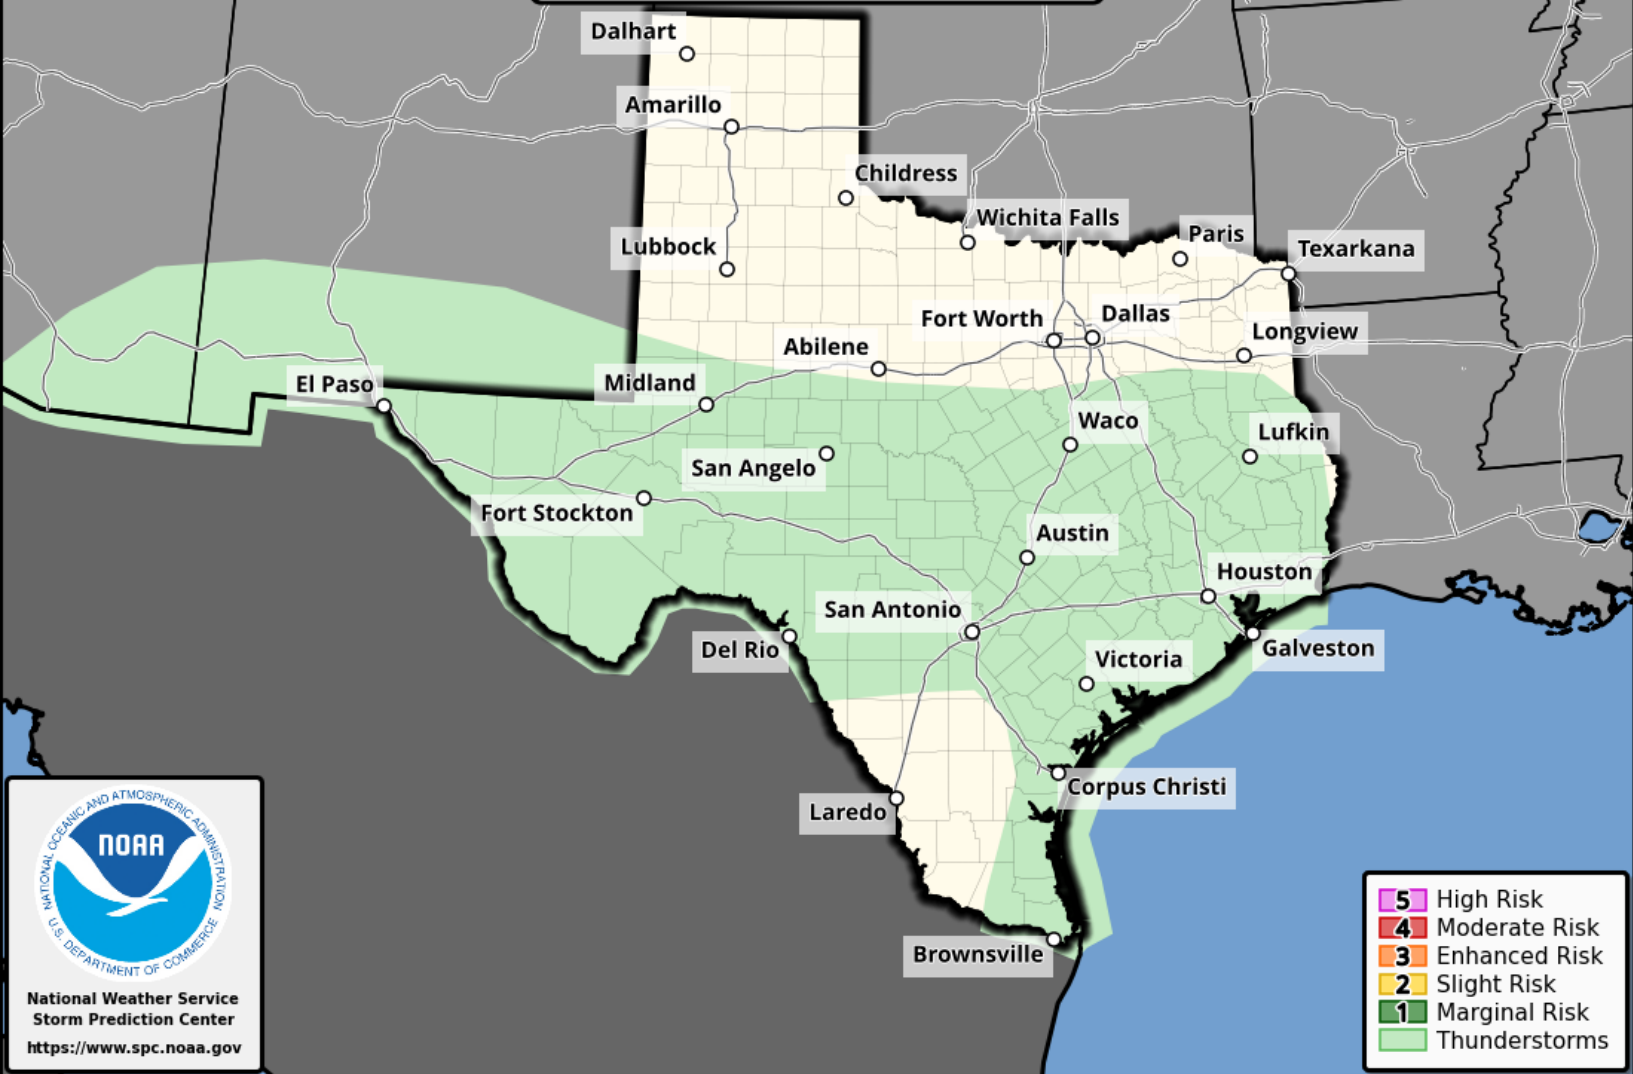 Dalhart
Amarillo
Childress
Wichita Falls
Paris
Lubbock
Texarkana
Fort Worth
Dallas
Longview
Abilene
El Paso
Midland
Waco
Lufkin
San Angelo
Fort Stockton
Austin
Houston
San Antonio
Del Rio
Galveston
Victoria
Corpus Christi
Laredo
Brownsville
NATIONAL OCEANIC AND ATMOSPHERIC ADMINISTRATION
NOAA
U.S. DEPARTMENT OF COMMERCE
National Weather Service
Storm Prediction Center
https://www.spc.noaa.gov
5 High Risk
4 Moderate Risk
3 Enhanced Risk
2 Slight Risk
1 Marginal Risk
Thunderstorms